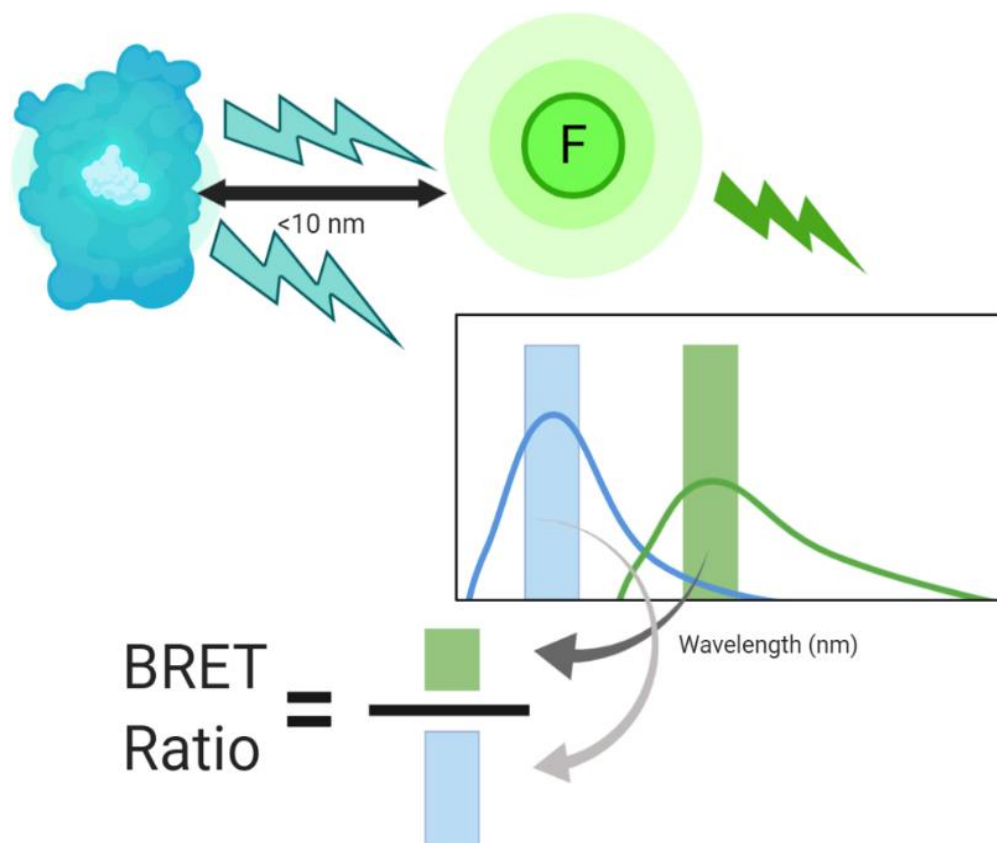 F
<10 nm
Wavelength (nm)
BRET
=
Ratio